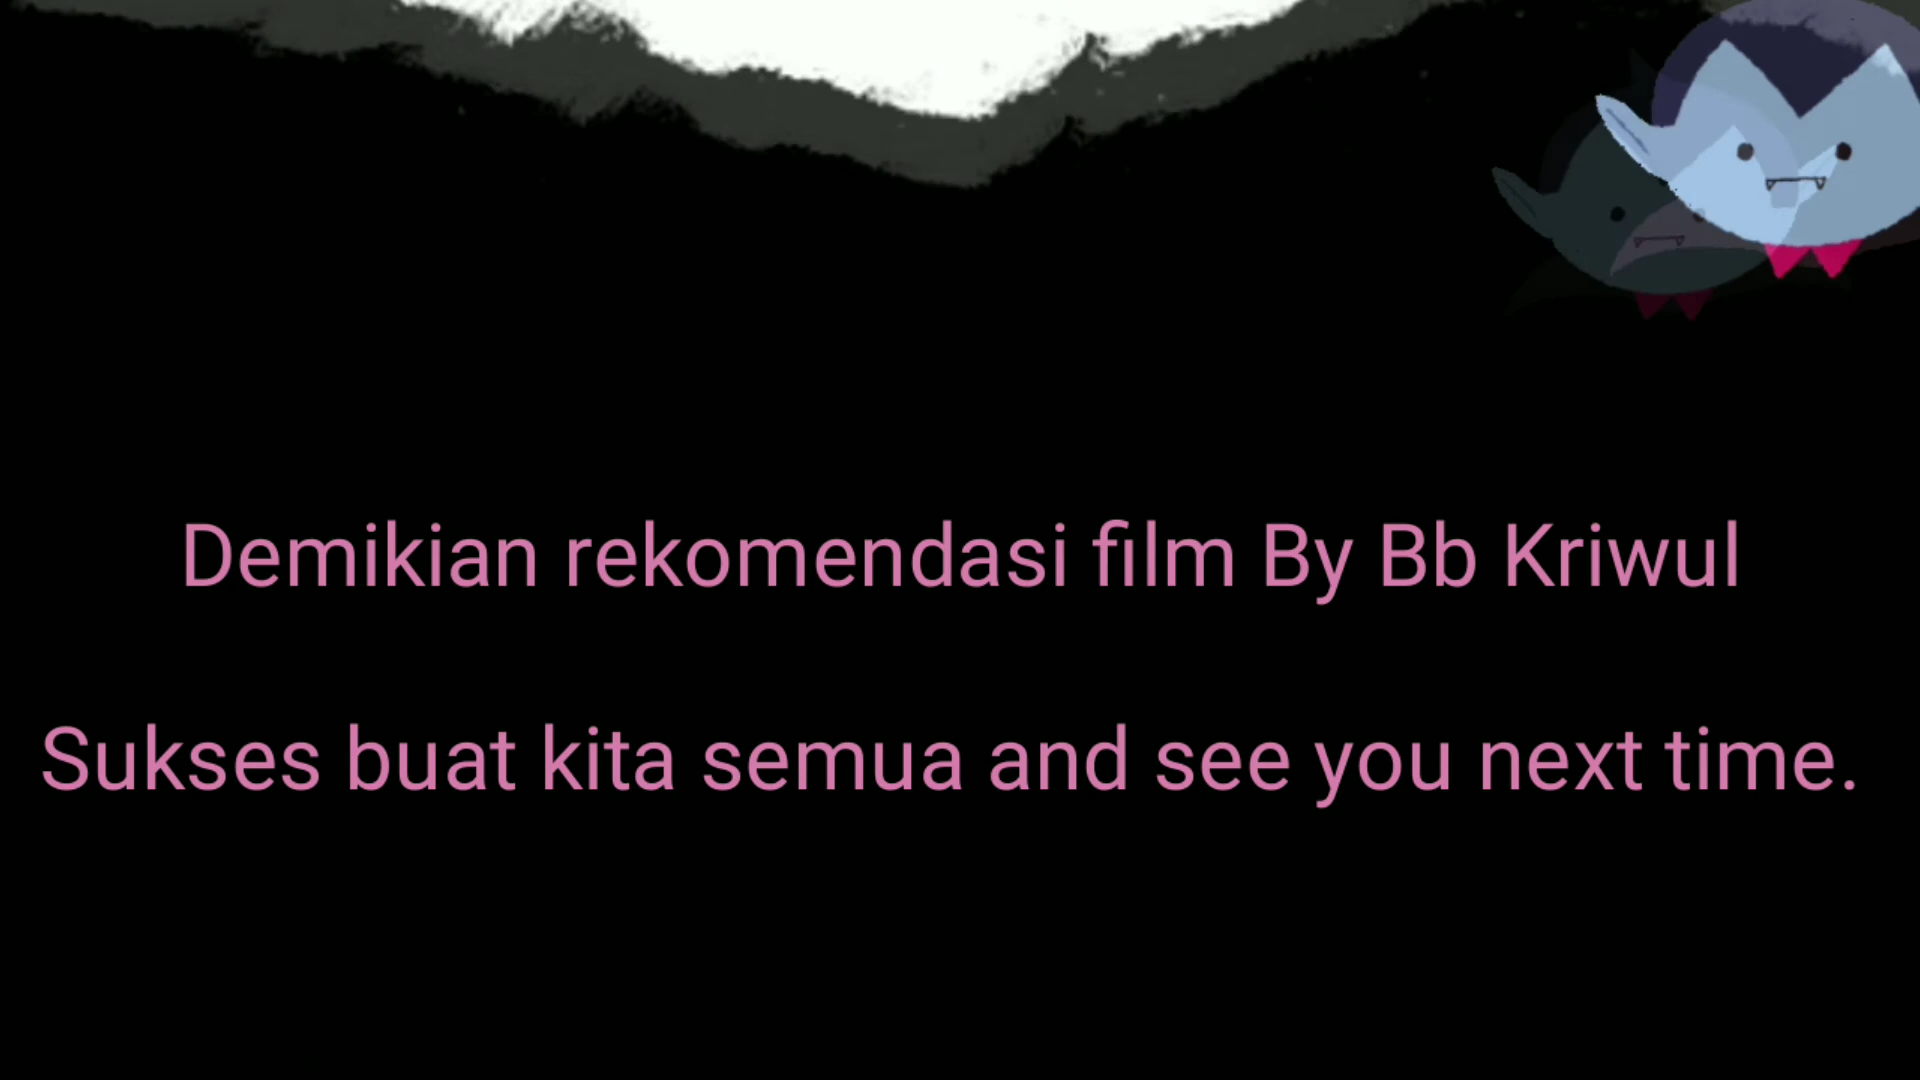 Demikian rekomendasi film By Bb Kriwul
Sukses buat kita semua and see you next time.